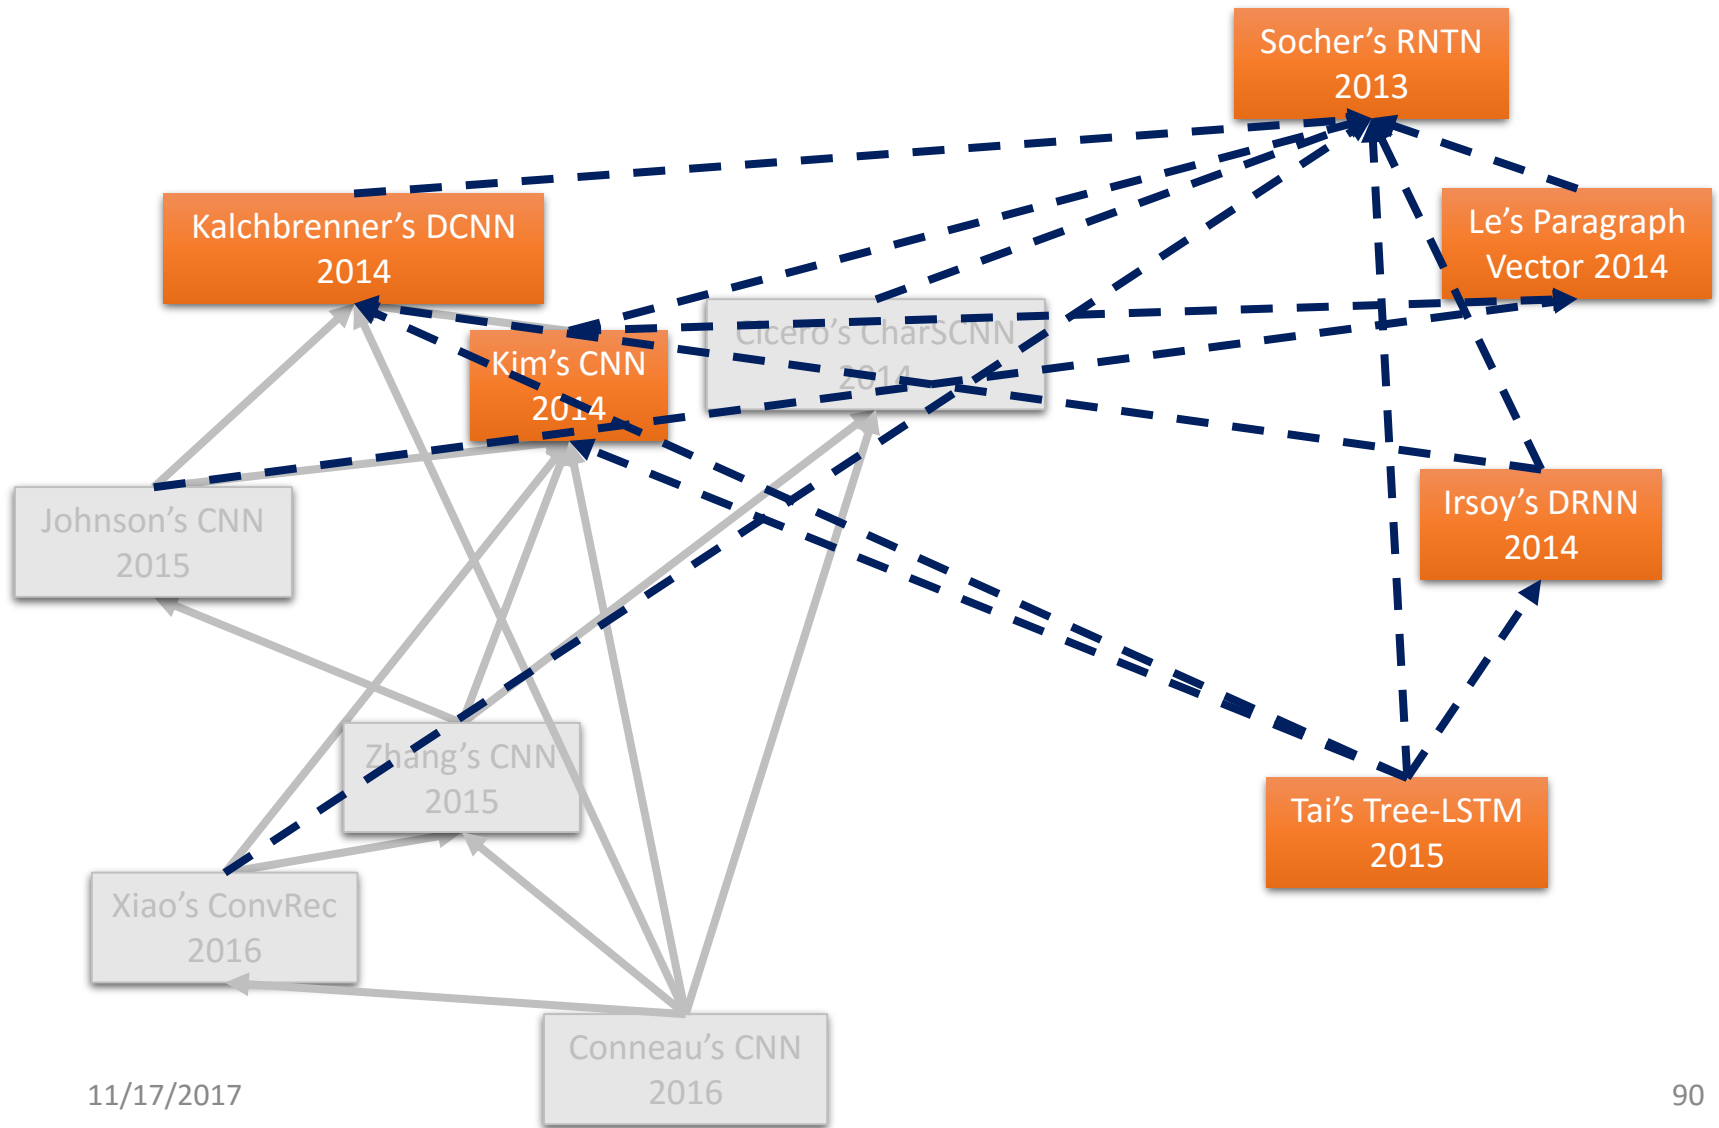 Socher’s RNTN
2013
Kalchbrenner’s DCNN
2014
Le’s Paragraph
Vector 2014
Kim’s CNN
2014
Cicero’s CharSCNN
2014
Johnson’s CNN
2015
Irsoy’s DRNN
2014
Zhang’s CNN
2015
Tai’s Tree-LSTM
2015
Xiao’s ConvRec
2016
Conneau’s CNN
2016
11/17/2017
90